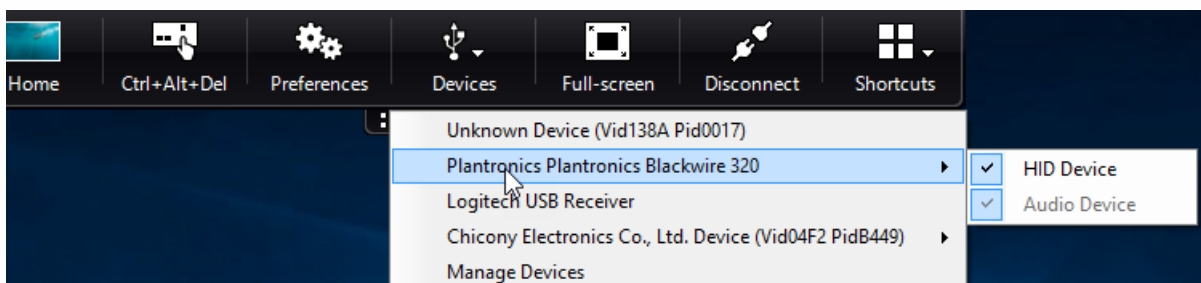 Home Ctrl+Alt+Del Preferences Devices Full-screen Disconnect Shortcuts
Unknown Device (Vid138A Pid0017)
Plantronics Plantronics Blackwire 320
HID Device
Logitech USB Receiver
Audio Device
Chicony Electronics Co., Ltd. Device (Vid04F2 PidB449)
Manage Devices